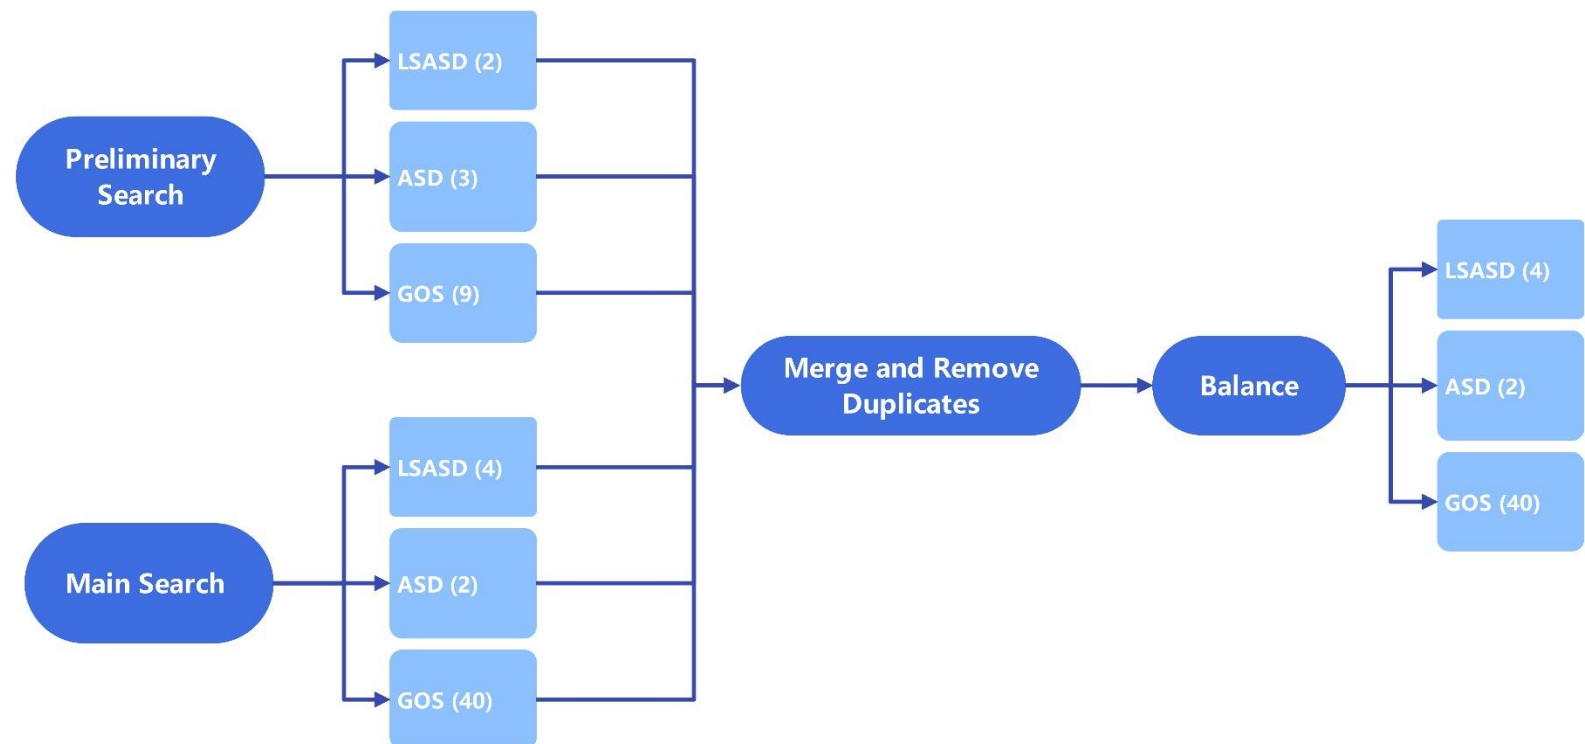 Preliminary
Search
LSASD (2)
ASD (3)
GOS (9)
Main Search
LSASD (4)
ASD (2)
GOS (40)
Merge and Remove
Duplicates
Balance
LSASD (4)
ASD (2)
GOS (40)